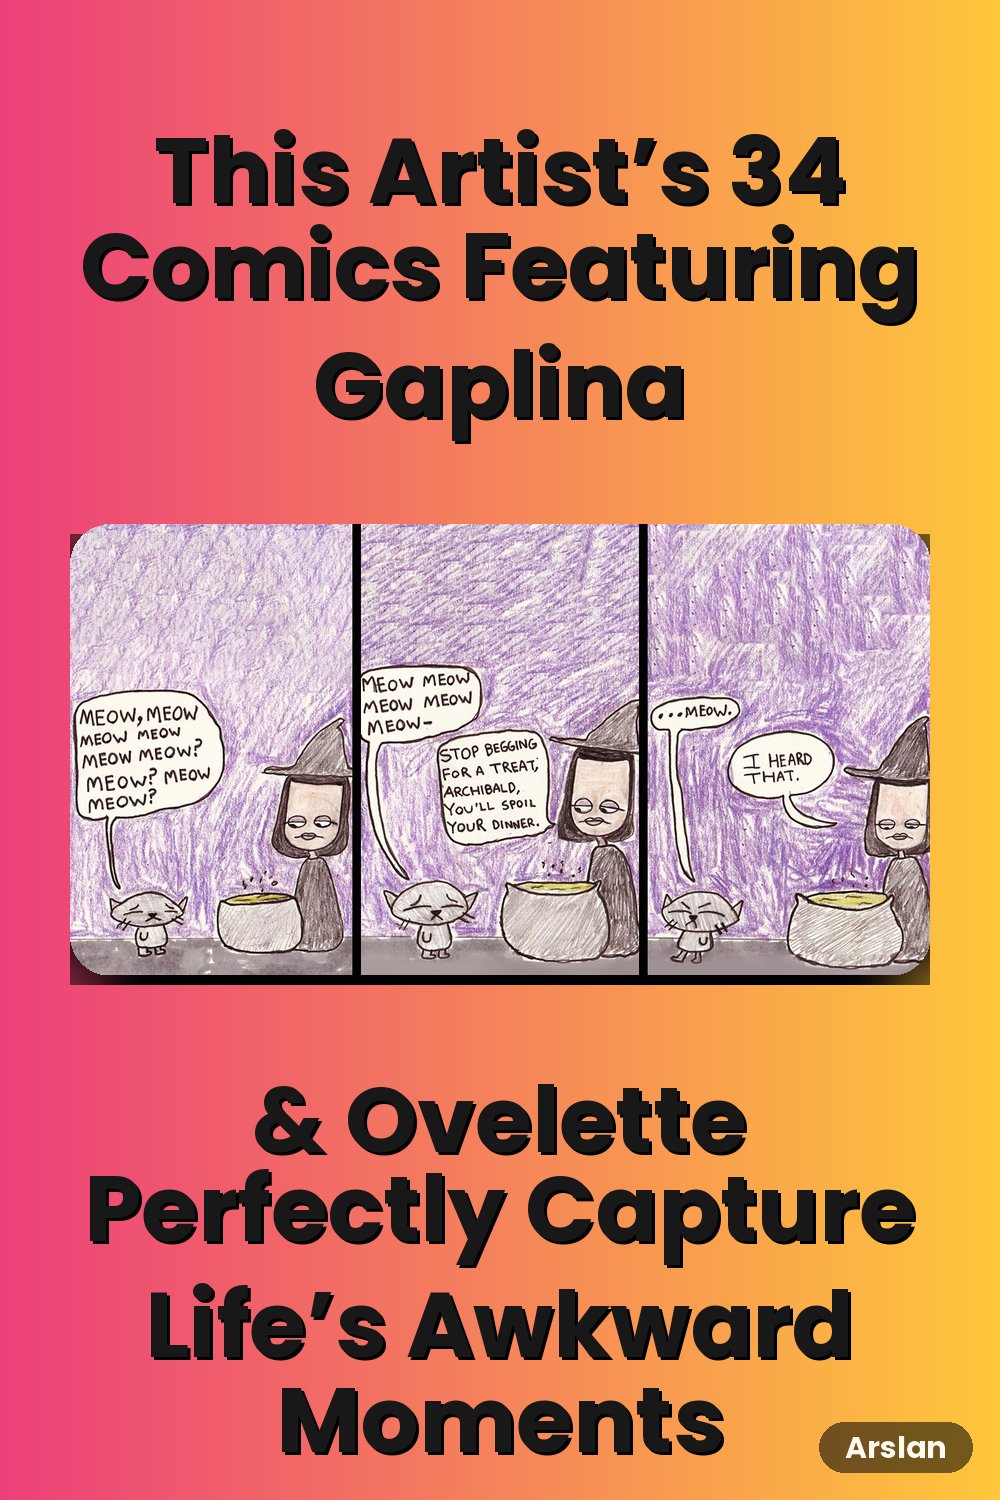 This Artist’s 34
Comics Featuring
Gaplina
MEOW, MEOW
MEOW MEOW
MEOW MEOW?
MEOW? MEOW
MEOW?
MEOW MEOW
MEOW MEOW
MEOW-
STOP BEGGING
FOR A TREAT,
ARCHIBALD,
YOU'LL SPOIL
YOUR DINNER.
...MEOW.
I HEARD
THAT.
& Ovelette
Perfectly Capture
Life’s Awkward
Moments
Arslan